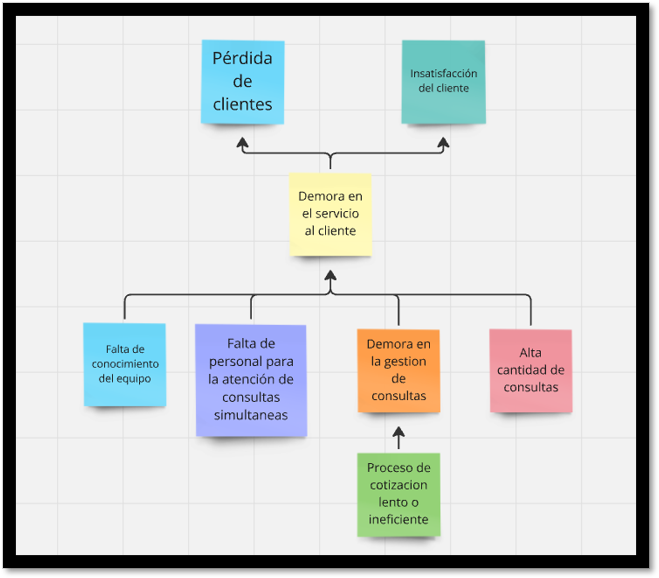 Pérdida
de
clientes
Insatisfacción
del cliente
Demora en
el servicio
al cliente
Falta de
conocimiento
del equipo
Falta de
personal para
la atención de
consultas
simultaneas
Demora en
la gestion
de
consultas
Alta
cantidad de
consultas
Proceso de
cotizacion
lento o
ineficiente